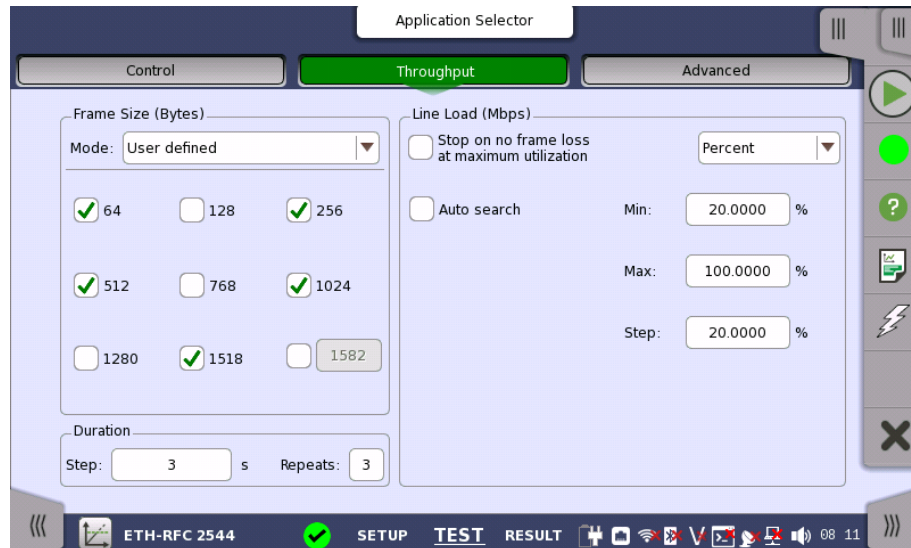 Application Selector
Control
Throughput
Advanced
Frame Size (Bytes)
Mode: User defined
64
128
256
512
768
1024
1280
1518
1582
Duration
Step: 3 s Repeats: 3
Line Load (Mbps)
Stop on no frame loss
at maximum utilization
Percent
Auto search
Min: 20.0000 %
Max: 100.0000 %
Step: 20.0000 %
ETH-RFC 2544
SETUP TEST RESULT
08 11